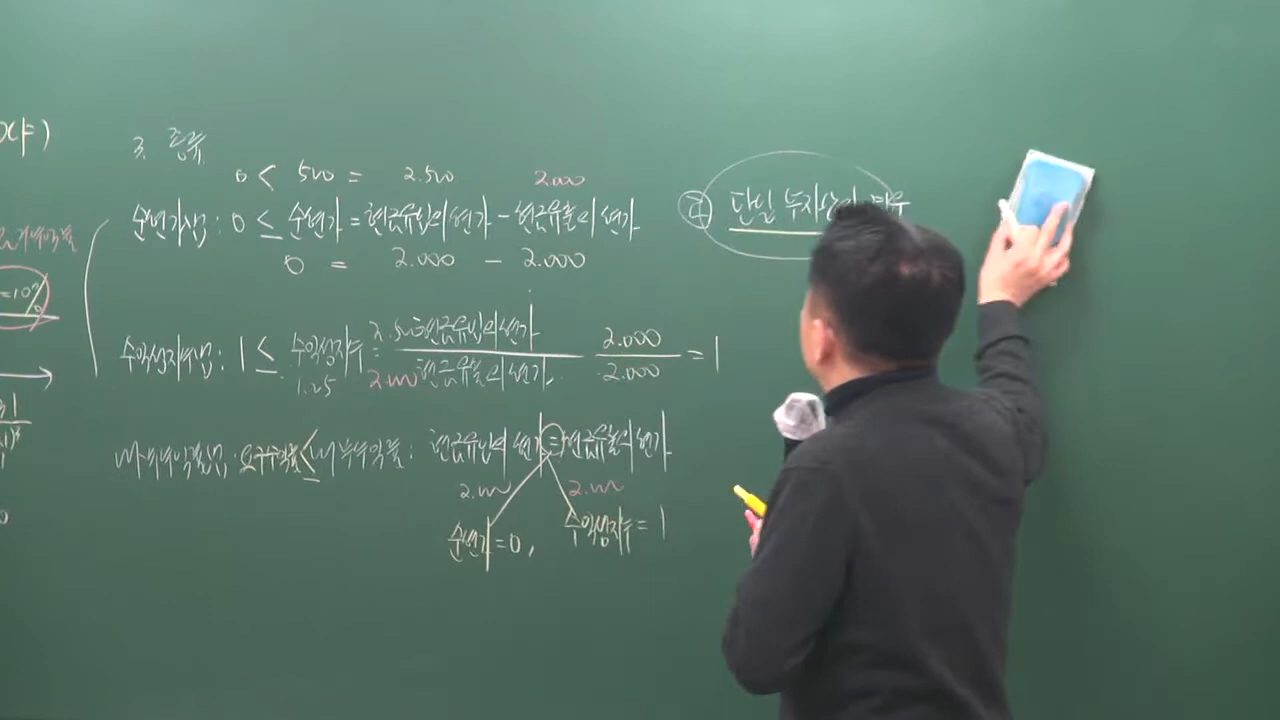 3. 종류
0 < 500 = 2.500 2.000
순현가법 : 0 ≤ 순현가 = 현금유입의 현가 - 현금유출의 현가
0 = 2.000 - 2.000
수익성지수법 : 1 ≤ 수익성지수 = 현금유입의 현가 / 현금유출의 현가 2.000 / 2.000 = 1
1.25 2.500 2.000
내부수익률법 : 요구수익률 ≤ 내부수익률 : 현금유입의 현가 = 현금유출의 현가
2.000 2.000
순현가 = 0, 수익성지수 = 1
단일 투자안의
= 10%